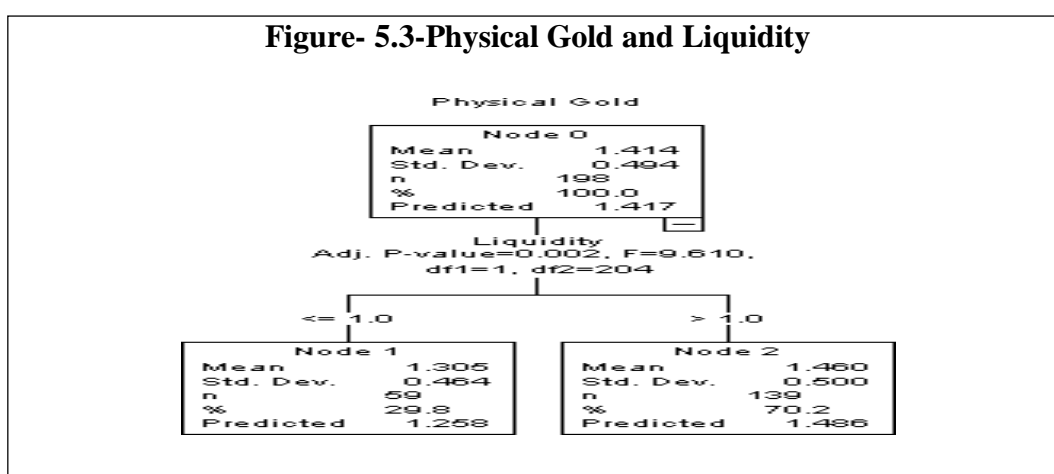 Figure- 5.3-Physical Gold and Liquidity
Physical Gold
Node 0
Mean 1.414
Std. Dev. 0.494
n 198
% 100.0
Predicted 1.417
Liquidity
Adj. P-value=0.002, F=9.610,
df1=1, df2=204
<= 1.0 > 1.0
Node 1 Node 2
Mean 1.305 Mean 1.460
Std. Dev. 0.464 Std. Dev. 0.500
n 59 n 139
% 29.8 % 70.2
Predicted 1.258 Predicted 1.486